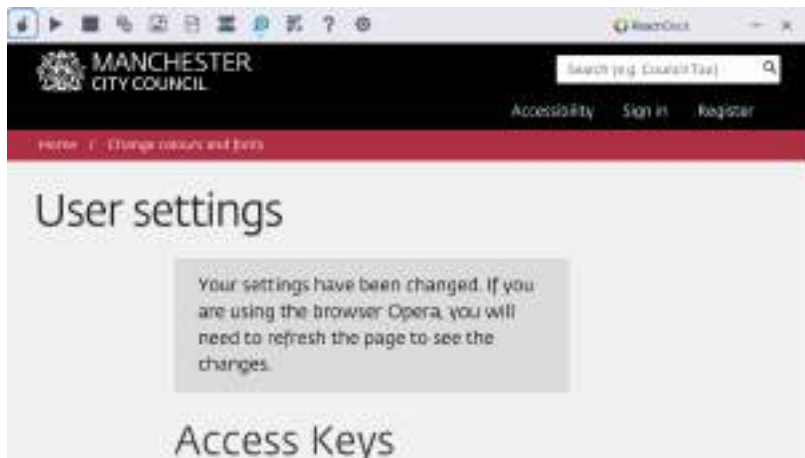 MANCHESTER
CITY COUNCIL
Search (e.g. Council Tax)
Accessibility Sign in Register
Home / Change colours and fonts
User settings
Your settings have been changed. If you
are using the browser Opera, you will
need to refresh the page to see the
changes.
Access Keys